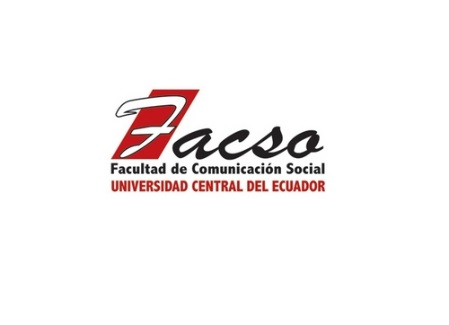 Facso
Facultad de Comunicación Social
UNIVERSIDAD CENTRAL DEL ECUADOR